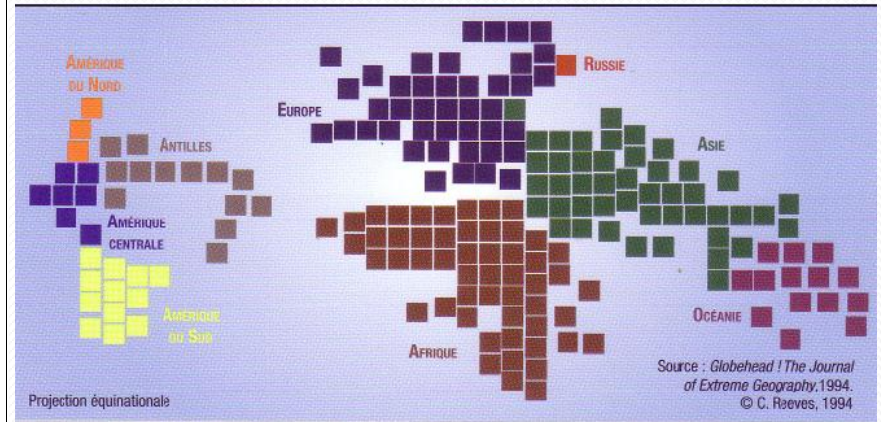 AMÉRIQUE
DU NORD
ANTILLES
EUROPE
RUSSIE
ASIE
AMÉRIQUE
CENTRALE
AMÉRIQUE
DU SUD
AFRIQUE
OCÉANIE
Source : Globehead ! The Journal
of Extreme Geography,1994.
© C. Reeves, 1994
Projection équinationale